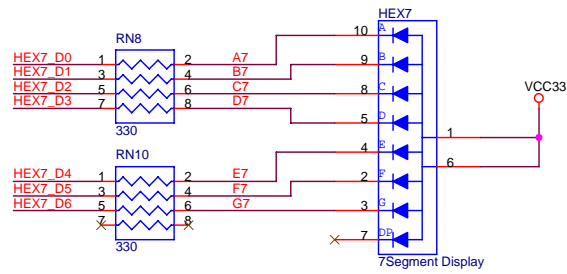 HEX7
RN8
10 A
HEX7_D0 1 2 A7
HEX7_D1 3 4 B7 9 B
HEX7_D2 5 6 C7 8 C
HEX7_D3 7 8 D7
VCC33
330
5 D
1
RN10
4 E
6
HEX7_D4 1 2 E7
HEX7_D5 3 4 F7 2 F
HEX7_D6 5 6 G7 3 G
7 8
330
7 DP
7Segment Display